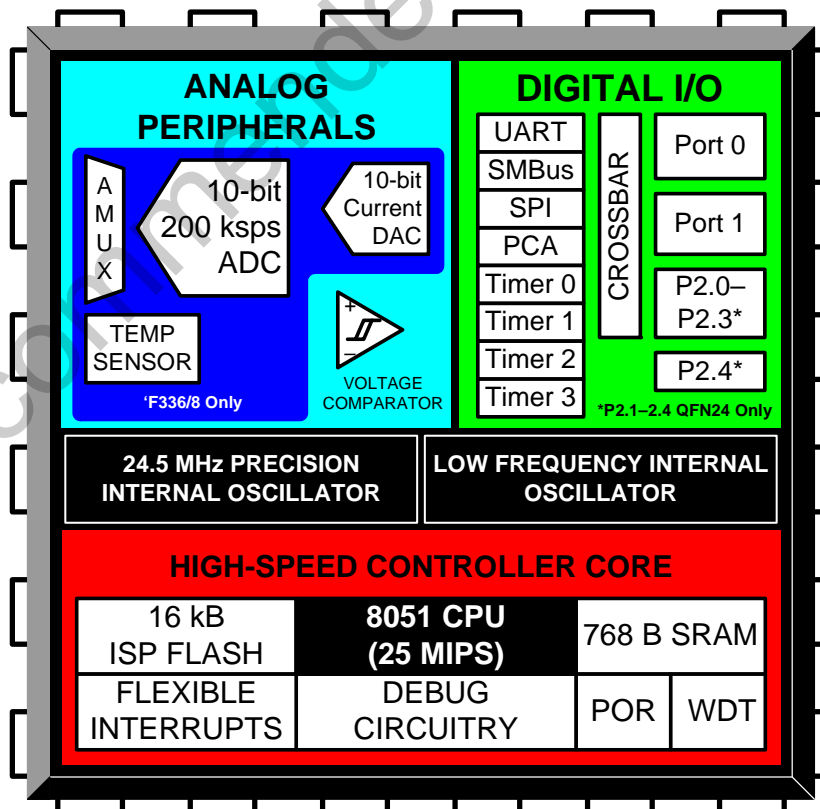 ANALOG
PERIPHERALS
A
M
U
X
10-bit
200 ksps
ADC
10-bit
Current
DAC
TEMP
SENSOR
+
–
VOLTAGE
COMPARATOR
‘F336/8 Only
DIGITAL I/O
UART
SMBus
SPI
PCA
Timer 0
Timer 1
Timer 2
Timer 3
CROSSBAR
Port 0
Port 1
P2.0–
P2.3*
P2.4*
*P2.1–2.4 QFN24 Only
24.5 MHz PRECISION
INTERNAL OSCILLATOR
LOW FREQUENCY INTERNAL
OSCILLATOR
HIGH-SPEED CONTROLLER CORE
16 kB
ISP FLASH
8051 CPU
(25 MIPS)
768 B SRAM
FLEXIBLE
INTERRUPTS
DEBUG
CIRCUITRY
POR
WDT